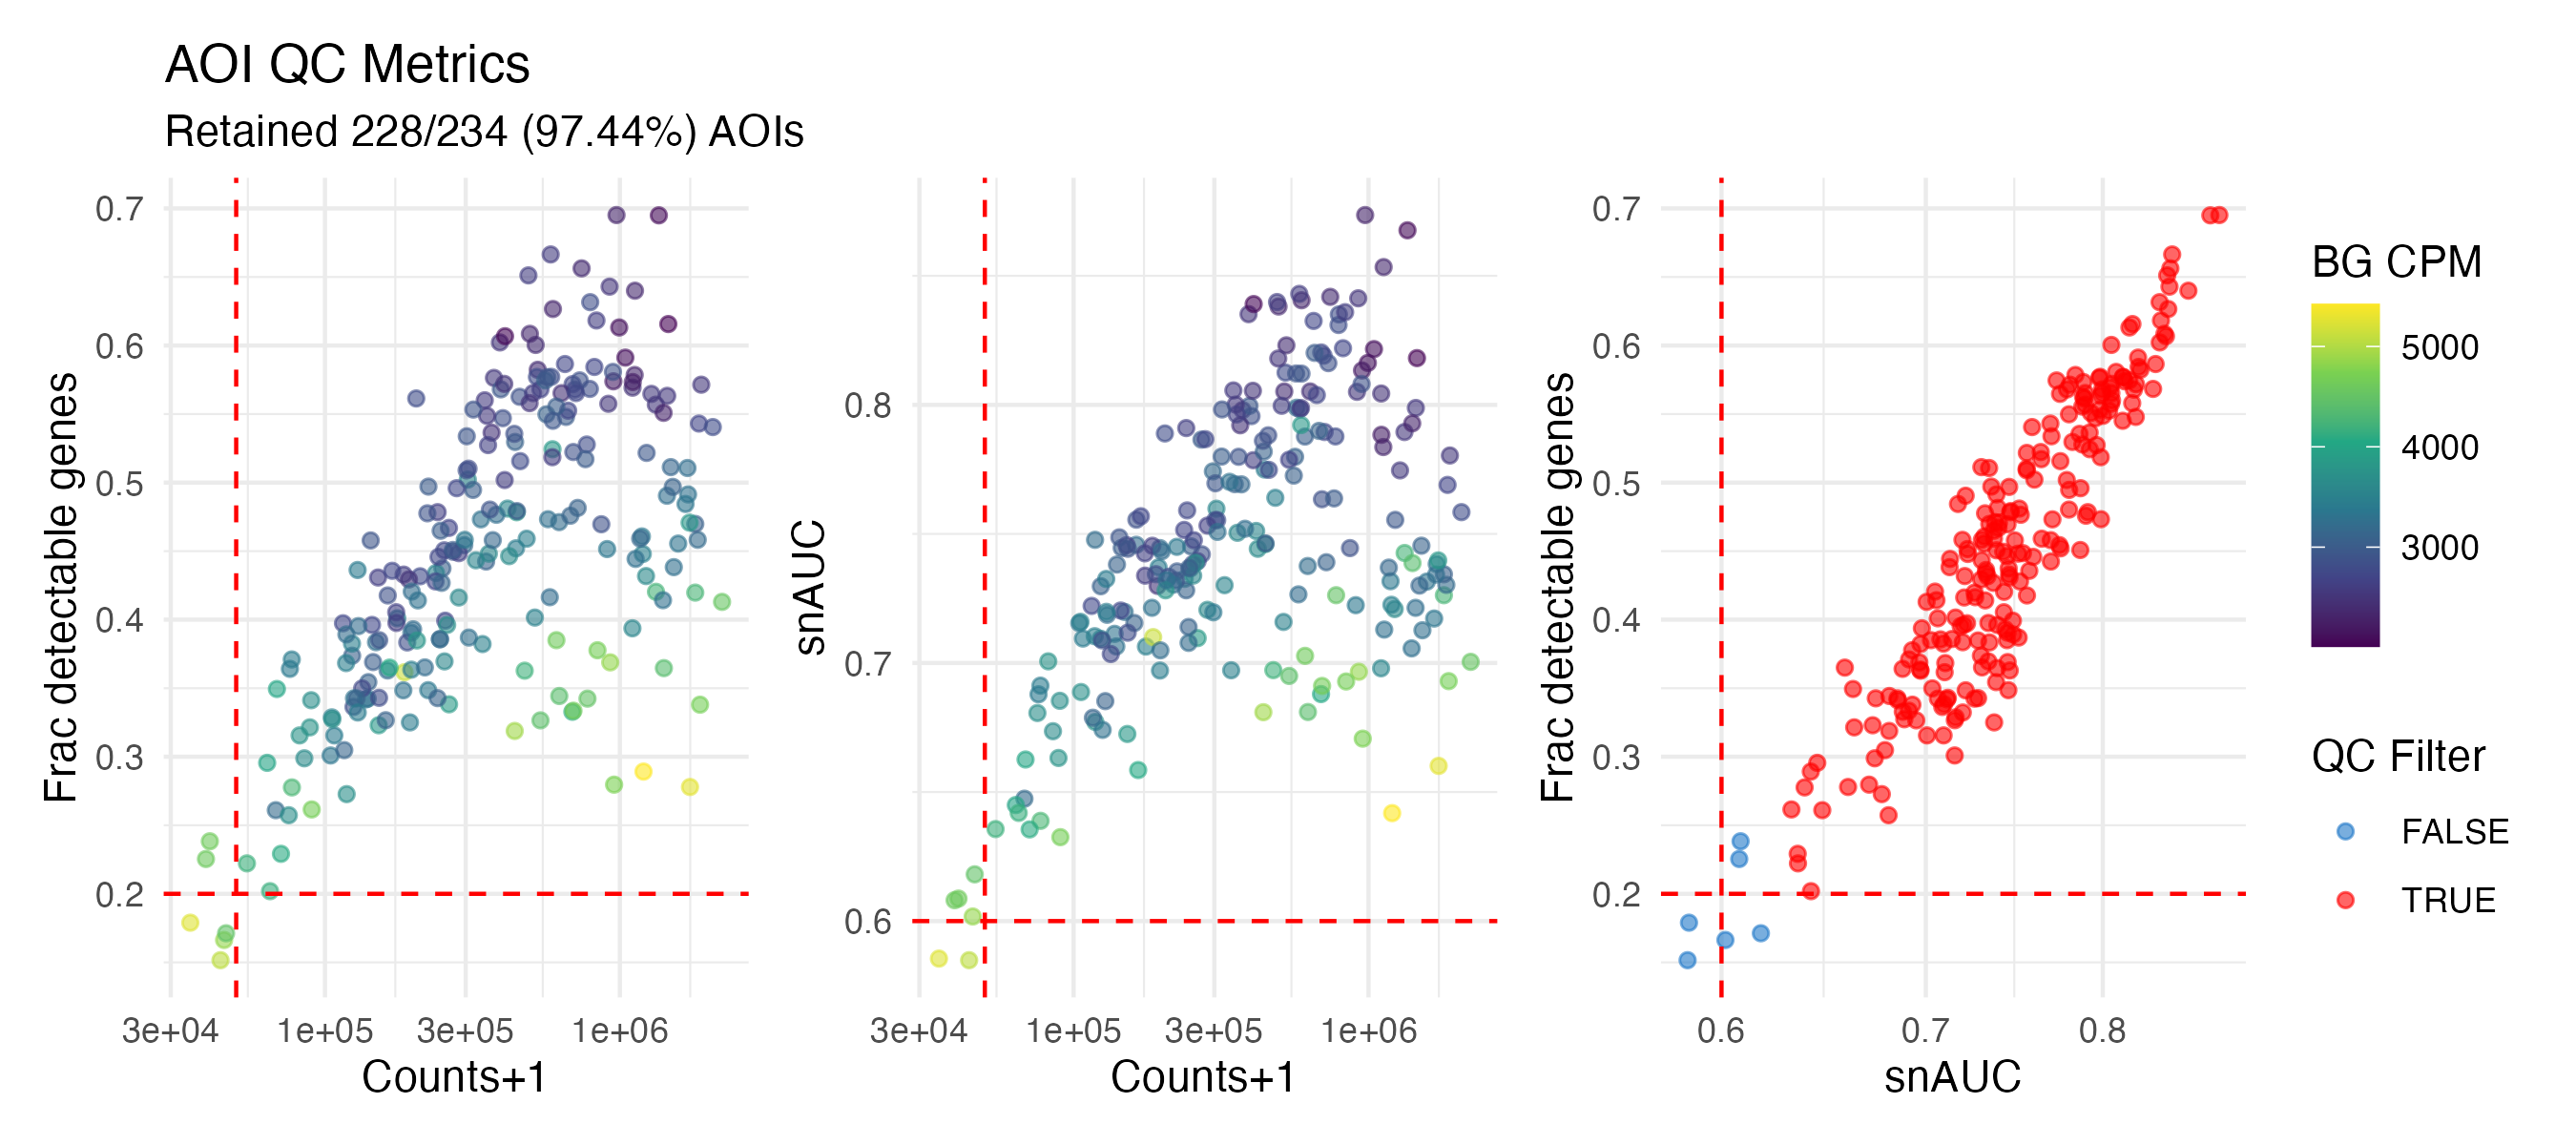 AOI QC Metrics
Retained 228/234 (97.44%) AOIs
Frac detectable genes
0.7
0.6
0.5
0.4
0.3
0.2
3e+04 1e+05 3e+05 1e+06
Counts+1
snAUC
0.8
0.7
0.6
3e+04 1e+05 3e+05 1e+06
Counts+1
Frac detectable genes
0.7
0.6
0.5
0.4
0.3
0.2
0.6 0.7 0.8
snAUC
BG CPM
5000
4000
3000
QC Filter
FALSE
TRUE